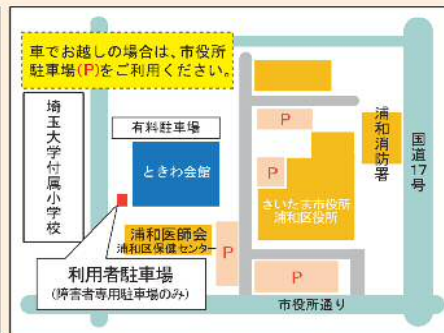 車でお越しの場合は、市役所
駐車場(P)をご利用ください。
埼玉大学付属小学校
有料駐車場
ときわ会館
P
P
浦和消防署
国道17号
さいたま市役所
浦和区役所
浦和医師会
浦和区保健センター
P
P
利用者駐車場
(障害者専用駐車場のみ)
市役所通り